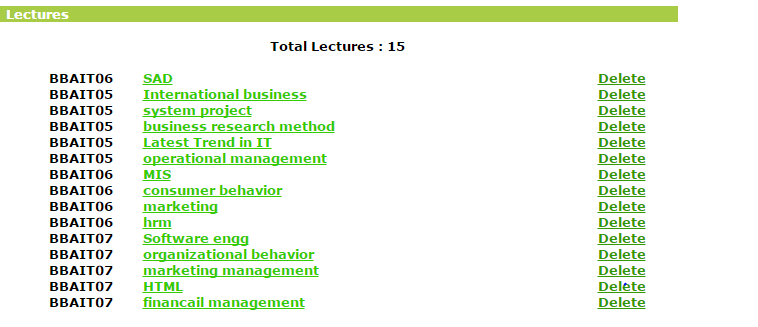 Lectures
Total Lectures : 15
BBAIT06 SAD Delete
BBAIT05 International business Delete
BBAIT05 system project Delete
BBAIT05 business research method Delete
BBAIT05 Latest Trend in IT Delete
BBAIT05 operational management Delete
BBAIT06 MIS Delete
BBAIT06 consumer behavior Delete
BBAIT06 marketing Delete
BBAIT06 hrm Delete
BBAIT07 Software engg Delete
BBAIT07 organizational behavior Delete
BBAIT07 marketing management Delete
BBAIT07 HTML Delete
BBAIT07 financail management Delete